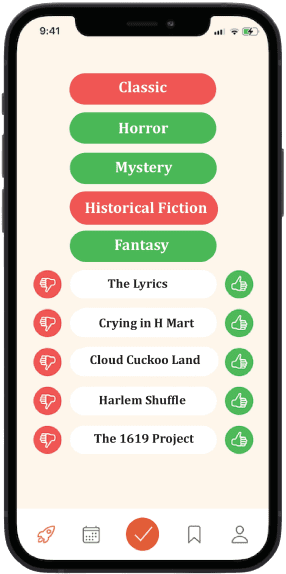 9:41
Classic
Horror
Mystery
Historical Fiction
Fantasy
The Lyrics
Crying in H Mart
Cloud Cuckoo Land
Harlem Shuffle
The 1619 Project